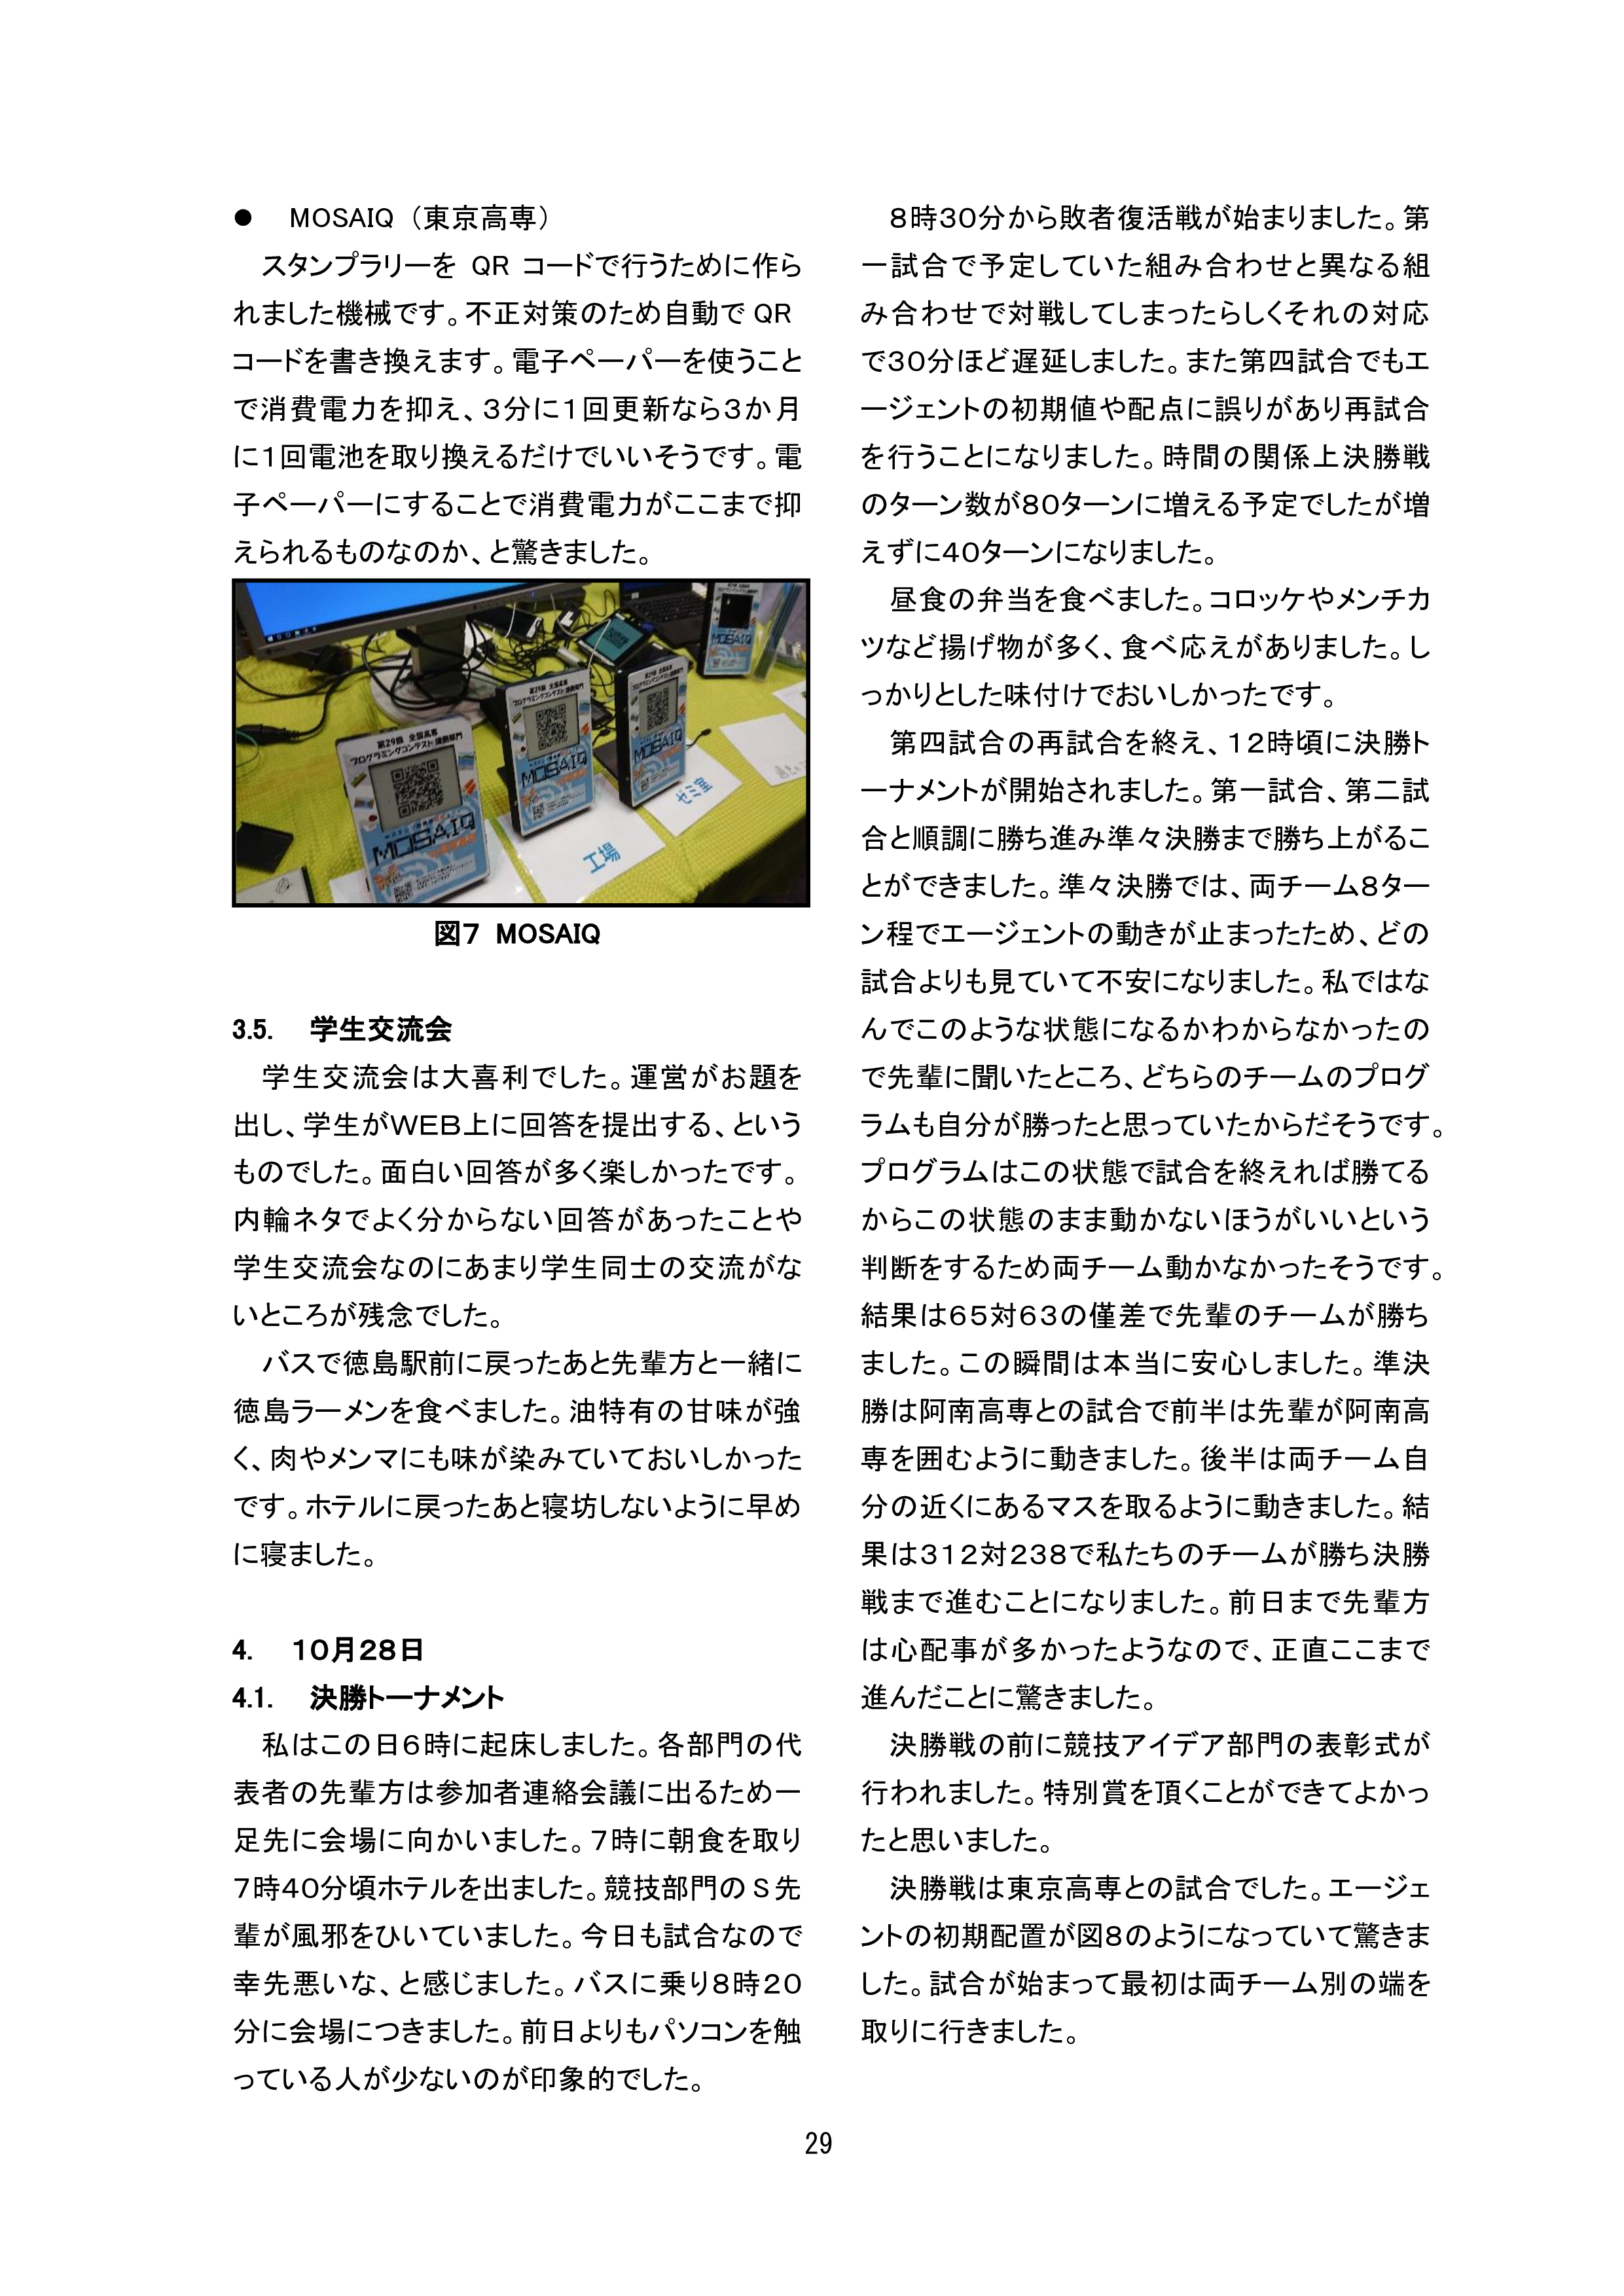 ● MOSAIQ（東京高専）
スタンプラリーを QR コードで行うために作ら
れました機械です。不正対策のため自動で QR
コードを書き換えます。電子ペーパーを使うこと
で消費電力を抑え、3分に1回更新なら3か月
に1回電池を取り換えるだけでいいそうです。電
子ペーパーにすることで消費電力がここまで抑
えられるものなのか、と驚きました。
第29回 全国高専
プログラミングコンテスト 競技部門
MOSAIQ
MOSAIQ
MOSAIQ
MOSAIQ
工場
ゼミ室
図7 MOSAIQ
3.5. 学生交流会
学生交流会は大喜利でした。運営がお題を
出し、学生がWEB上に回答を提出する、という
ものでした。面白い回答が多く楽しかったです。
内輪ネタでよく分からない回答があったことや
学生交流会なのにあまり学生同士の交流がな
いところが残念でした。
バスで徳島駅前に戻ったあと先輩方と一緒に
徳島ラーメンを食べました。油特有の甘味が強
く、肉やメンマにも味が染みていておいしかった
です。ホテルに戻ったあと寝坊しないように早め
に寝ました。
4. 10月28日
4.1. 決勝トーナメント
私はこの日6時に起床しました。各部門の代
表者の先輩方は参加者連絡会議に出るため一
足先に会場に向かいました。7時に朝食を取り
7時40分頃ホテルを出ました。競技部門の S 先
輩が風邪をひいていました。今日も試合なので
幸先悪いな、と感じました。バスに乗り8時20
分に会場につきました。前日よりもパソコンを触
っている人が少ないのが印象的でした。
8時30分から敗者復活戦が始まりました。第
一試合で予定していた組み合わせと異なる組
み合わせで対戦してしまったらしくそれの対応
で30分ほど遅延しました。また第四試合でもエ
ージェントの初期値や配点に誤りがあり再試合
を行うことになりました。時間の関係上決勝戦
のターン数が80ターンに増える予定でしたが増
えずに40ターンになりました。
昼食の弁当を食べました。コロッケやメンチカ
ツなど揚げ物が多く、食べ応えがありました。し
っかりとした味付けでおいしかったです。
第四試合の再試合を終え、12時頃に決勝ト
ーナメントが開始されました。第一試合、第二試
合と順調に勝ち進み準々決勝まで勝ち上がるこ
とができました。準々決勝では、両チーム8ター
ン程でエージェントの動きが止まったため、どの
試合よりも見ていて不安になりました。私ではな
んでこのような状態になるかわからなかったの
で先輩に聞いたところ、どちらのチームのプログ
ラムも自分が勝ったと思っていたからだそうです。
プログラムはこの状態で試合を終えれば勝てる
からこの状態のまま動かないほうがいいという
判断をするため両チーム動かなかったそうです。
結果は65対63の僅差で先輩のチームが勝ち
ました。この瞬間は本当に安心しました。準決
勝は阿南高専との試合で前半は先輩が阿南高
専を囲むように動きました。後半は両チーム自
分の近くにあるマスを取るように動きました。結
果は312対238で私たちのチームが勝ち決勝
戦まで進むことになりました。前日まで先輩方
は心配事が多かったようなので、正直ここまで
進んだことに驚きました。
決勝戦の前に競技アイデア部門の表彰式が
行われました。特別賞を頂くことができてよかっ
たと思いました。
決勝戦は東京高専との試合でした。エージェ
ントの初期配置が図8のようになっていて驚きま
した。試合が始まって最初は両チーム別の端を
取りに行きました。
29